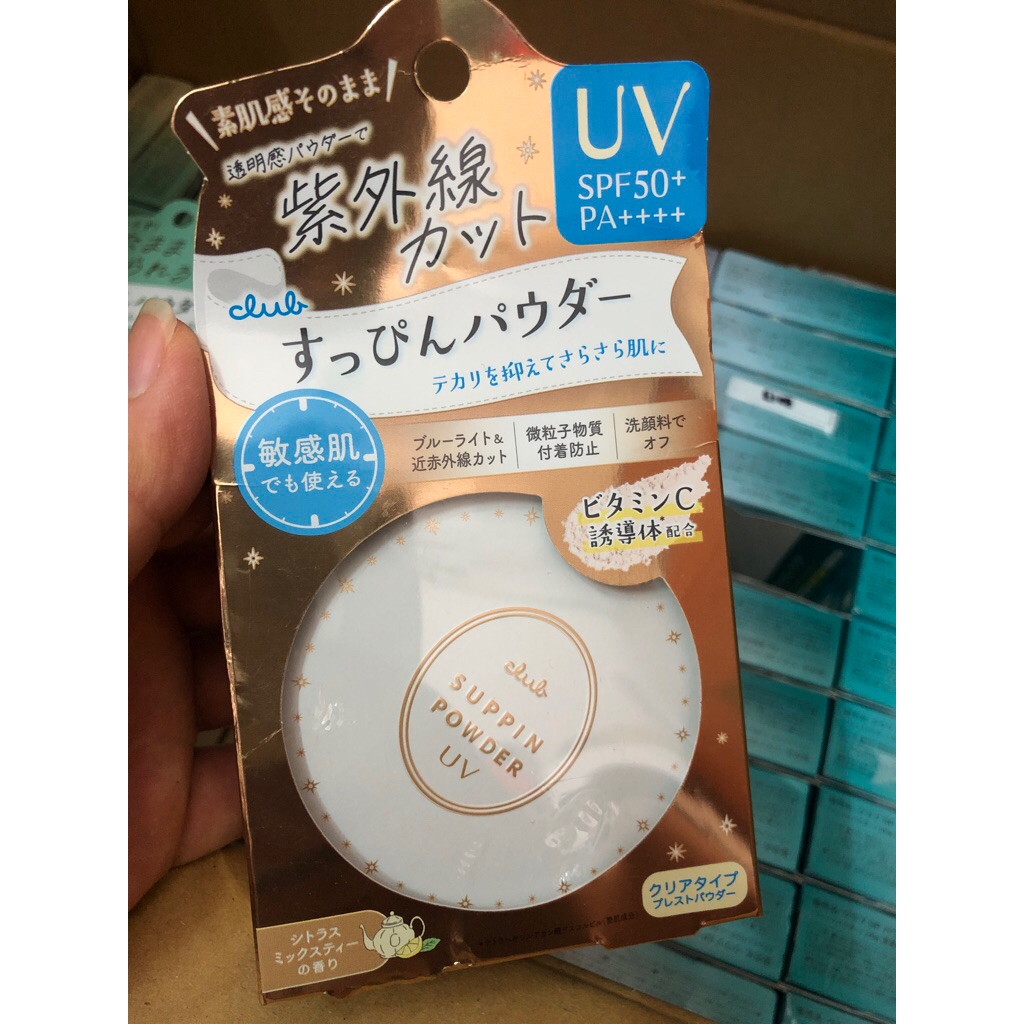 素肌感そのまま
透明感パウダーで
紫外線
カット
UV
SPF50+
PA++++
club
すっぴんパウダー
テカリを抑えてさらさら肌に
敏感肌
でも使える
ブルーライト&
近赤外線カット
微粒子物質
付着防止
洗顔料で
オフ
ビタミンC
誘導体*配合
club
SUPPIN
POWDER
UV
クリアタイプ
プレストパウダー
シトラス
ミックスティー
の香り